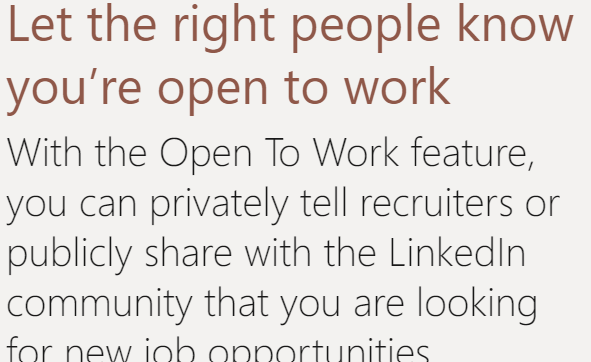 Let the right people know
you’re open to work
With the Open To Work feature,
you can privately tell recruiters or
publicly share with the LinkedIn
community that you are looking
for new job opportunities